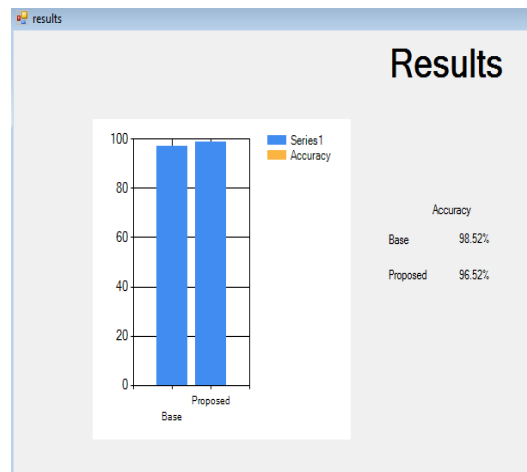 results
Results
100
80
60
40
20
0
Base
Proposed
Series1
Accuracy
Accuracy
Base 98.52%
Proposed 96.52%